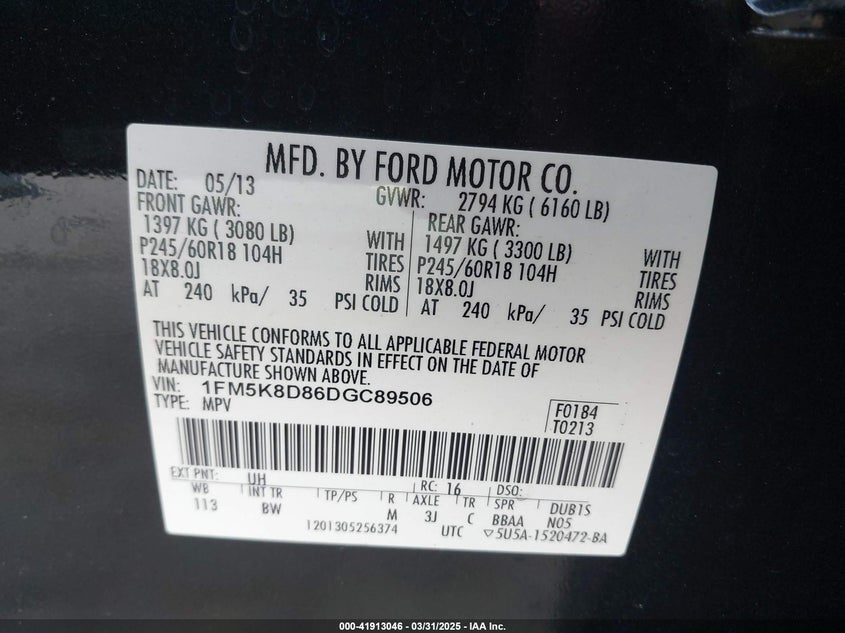 MFD. BY FORD MOTOR CO.
DATE: 05/13 GVWR: 2794 KG ( 6160 LB)
FRONT GAWR: REAR GAWR:
1397 KG ( 3080 LB) WITH 1497 KG ( 3300 LB) WITH
P245/60R18 104H TIRES P245/60R18 104H TIRES
18X8.0J RIMS 18X8.0J RIMS
AT 240 kPa/ 35 PSI COLD AT 240 kPa/ 35 PSI COLD
THIS VEHICLE CONFORMS TO ALL APPLICABLE FEDERAL MOTOR
VEHICLE SAFETY STANDARDS IN EFFECT ON THE DATE OF
MANUFACTURE SHOWN ABOVE.
VIN: 1FM5K8D86DGC89506
TYPE: MPV
F0184
T0213
EXT PNT: UH RC: 16 DSO:
WB INT TR TP/PS R AXLE TR SPR DUB1S
113 BW M 3J C BBAA N05
1201305256374 UTC 5U5A-1520472-BA
000-41913046 - 03/31/2025 - IAA Inc.